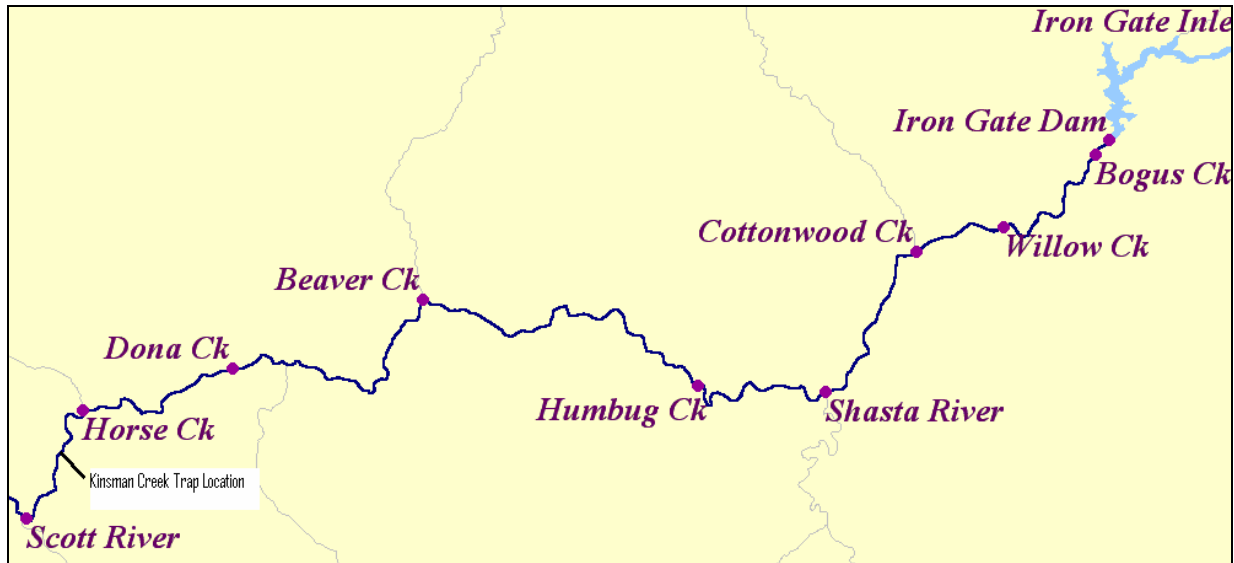 Iron Gate Inle
Iron Gate Dam
Bogus Ck
Cottonwood Ck
Willow Ck
Beaver Ck
Dona Ck
Humbug Ck
Shasta River
Horse Ck
Kinsman Creek Trap Location
Scott River